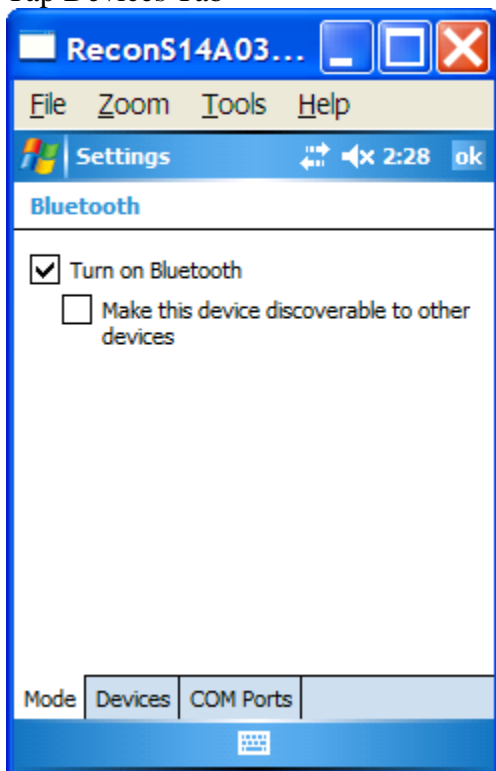 Tap Devices Tab
ReconS14A03...
File Zoom Tools Help
Settings 2:28 ok
Bluetooth
Turn on Bluetooth
Make this device discoverable to other
devices
Mode Devices COM Ports